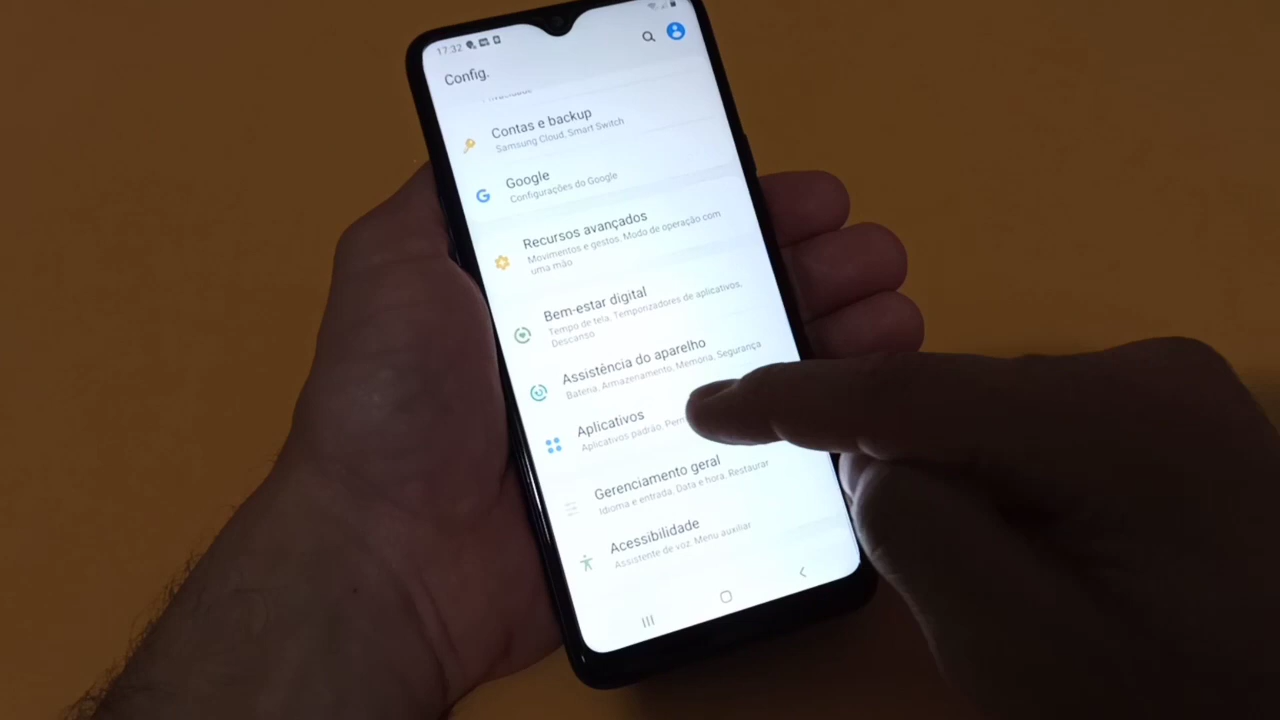 17:32
Config.
Privacidade
Contas e backup
Samsung Cloud, Smart Switch
Google
Configurações do Google
Recursos avançados
Movimentos e gestos, Modo de operação com
uma mão
Bem-estar digital
Tempo de tela, Temporizadores de aplicativos,
Descanso
Assistência do aparelho
Bateria, Armazenamento, Memória, Segurança
Aplicativos
Aplicativos padrão, Perm
Gerenciamento geral
Idioma e entrada, Data e hora, Restaurar
Acessibilidade
Assistente de voz, Menu auxiliar